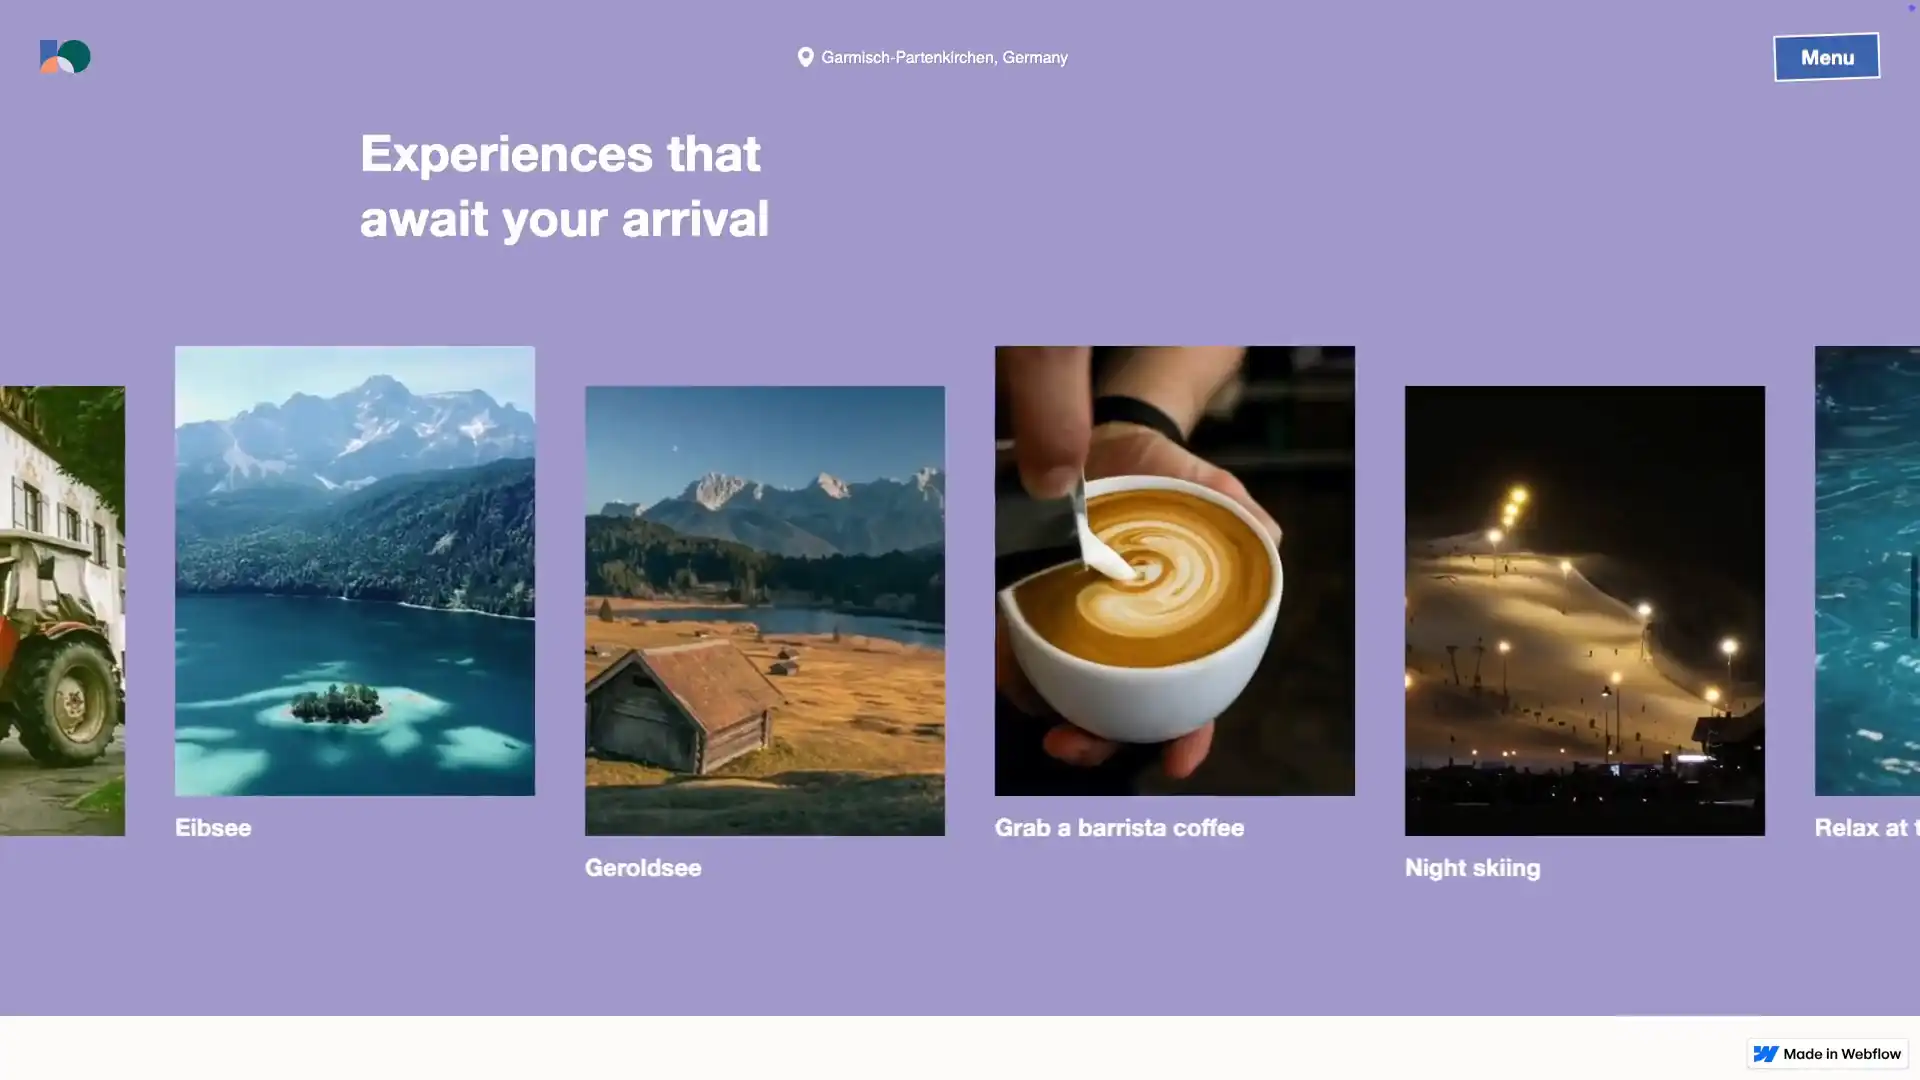 Garmisch-Partenkirchen, Germany
Menu
Experiences that
await your arrival
Eibsee
Geroldsee
Grab a barrista coffee
Night skiing
Relax at
Made in Webflow